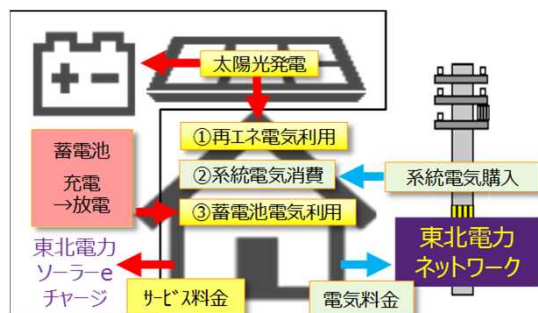 太陽光発電
①再エネ電気利用
蓄電池
充電
→放電
②系統電気消費
系統電気購入
③蓄電池電気利用
東北電力
ソーラーe
チャージ
東北電力
ネットワーク
サービス料金
電気料金